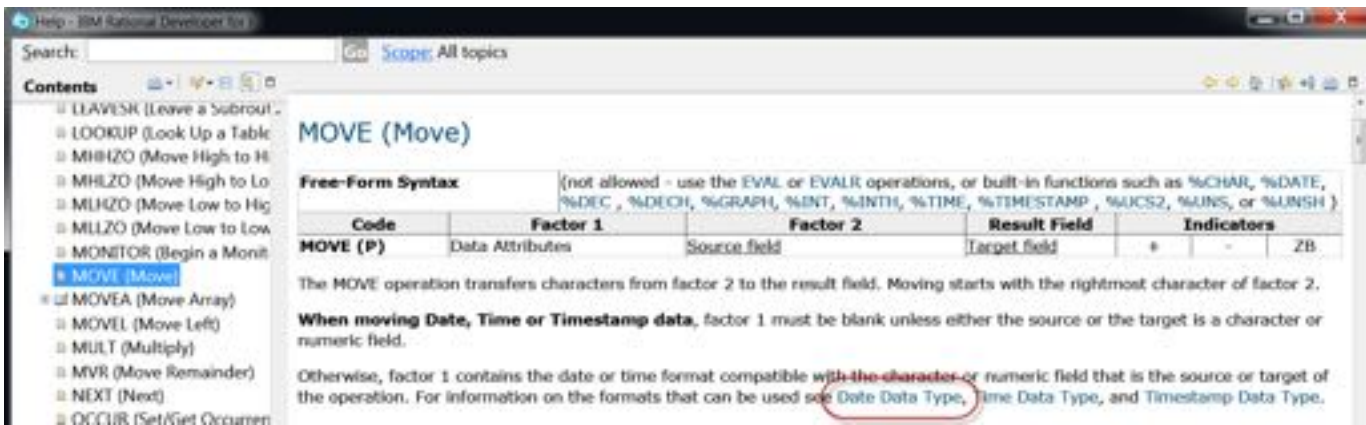 Help - IBM Rational Developer for i
Search:
Go
Scope: All topics
Contents
LEAVESR (Leave a Subrout
LOOKUP (Look Up a Table
MHHZO (Move High to Hi
MHLZO (Move High to Lo
MLHZO (Move Low to Hig
MLLZO (Move Low to Low
MONITOR (Begin a Monit
MOVE (Move)
MOVEA (Move Array)
MOVEL (Move Left)
MULT (Multiply)
MVR (Move Remainder)
NEXT (Next)
OCCUR (Set/Get Occurren
MOVE (Move)
Free-Form Syntax (not allowed - use the EVAL or EVALR operations, or built-in functions such as %CHAR, %DATE,
%DEC , %DECH, %GRAPH, %INT, %INTH, %TIME, %TIMESTAMP , %UCS2, %UNS, or %UNSH )
Code Factor 1 Factor 2 Result Field Indicators
MOVE (P) Data Attributes Source field Target field + - ZB
The MOVE operation transfers characters from factor 2 to the result field. Moving starts with the rightmost character of factor 2.
When moving Date, Time or Timestamp data, factor 1 must be blank unless either the source or the target is a character or
numeric field.
Otherwise, factor 1 contains the date or time format compatible with the character or numeric field that is the source or target of
the operation. For information on the formats that can be used see Date Data Type, Time Data Type, and Timestamp Data Type.